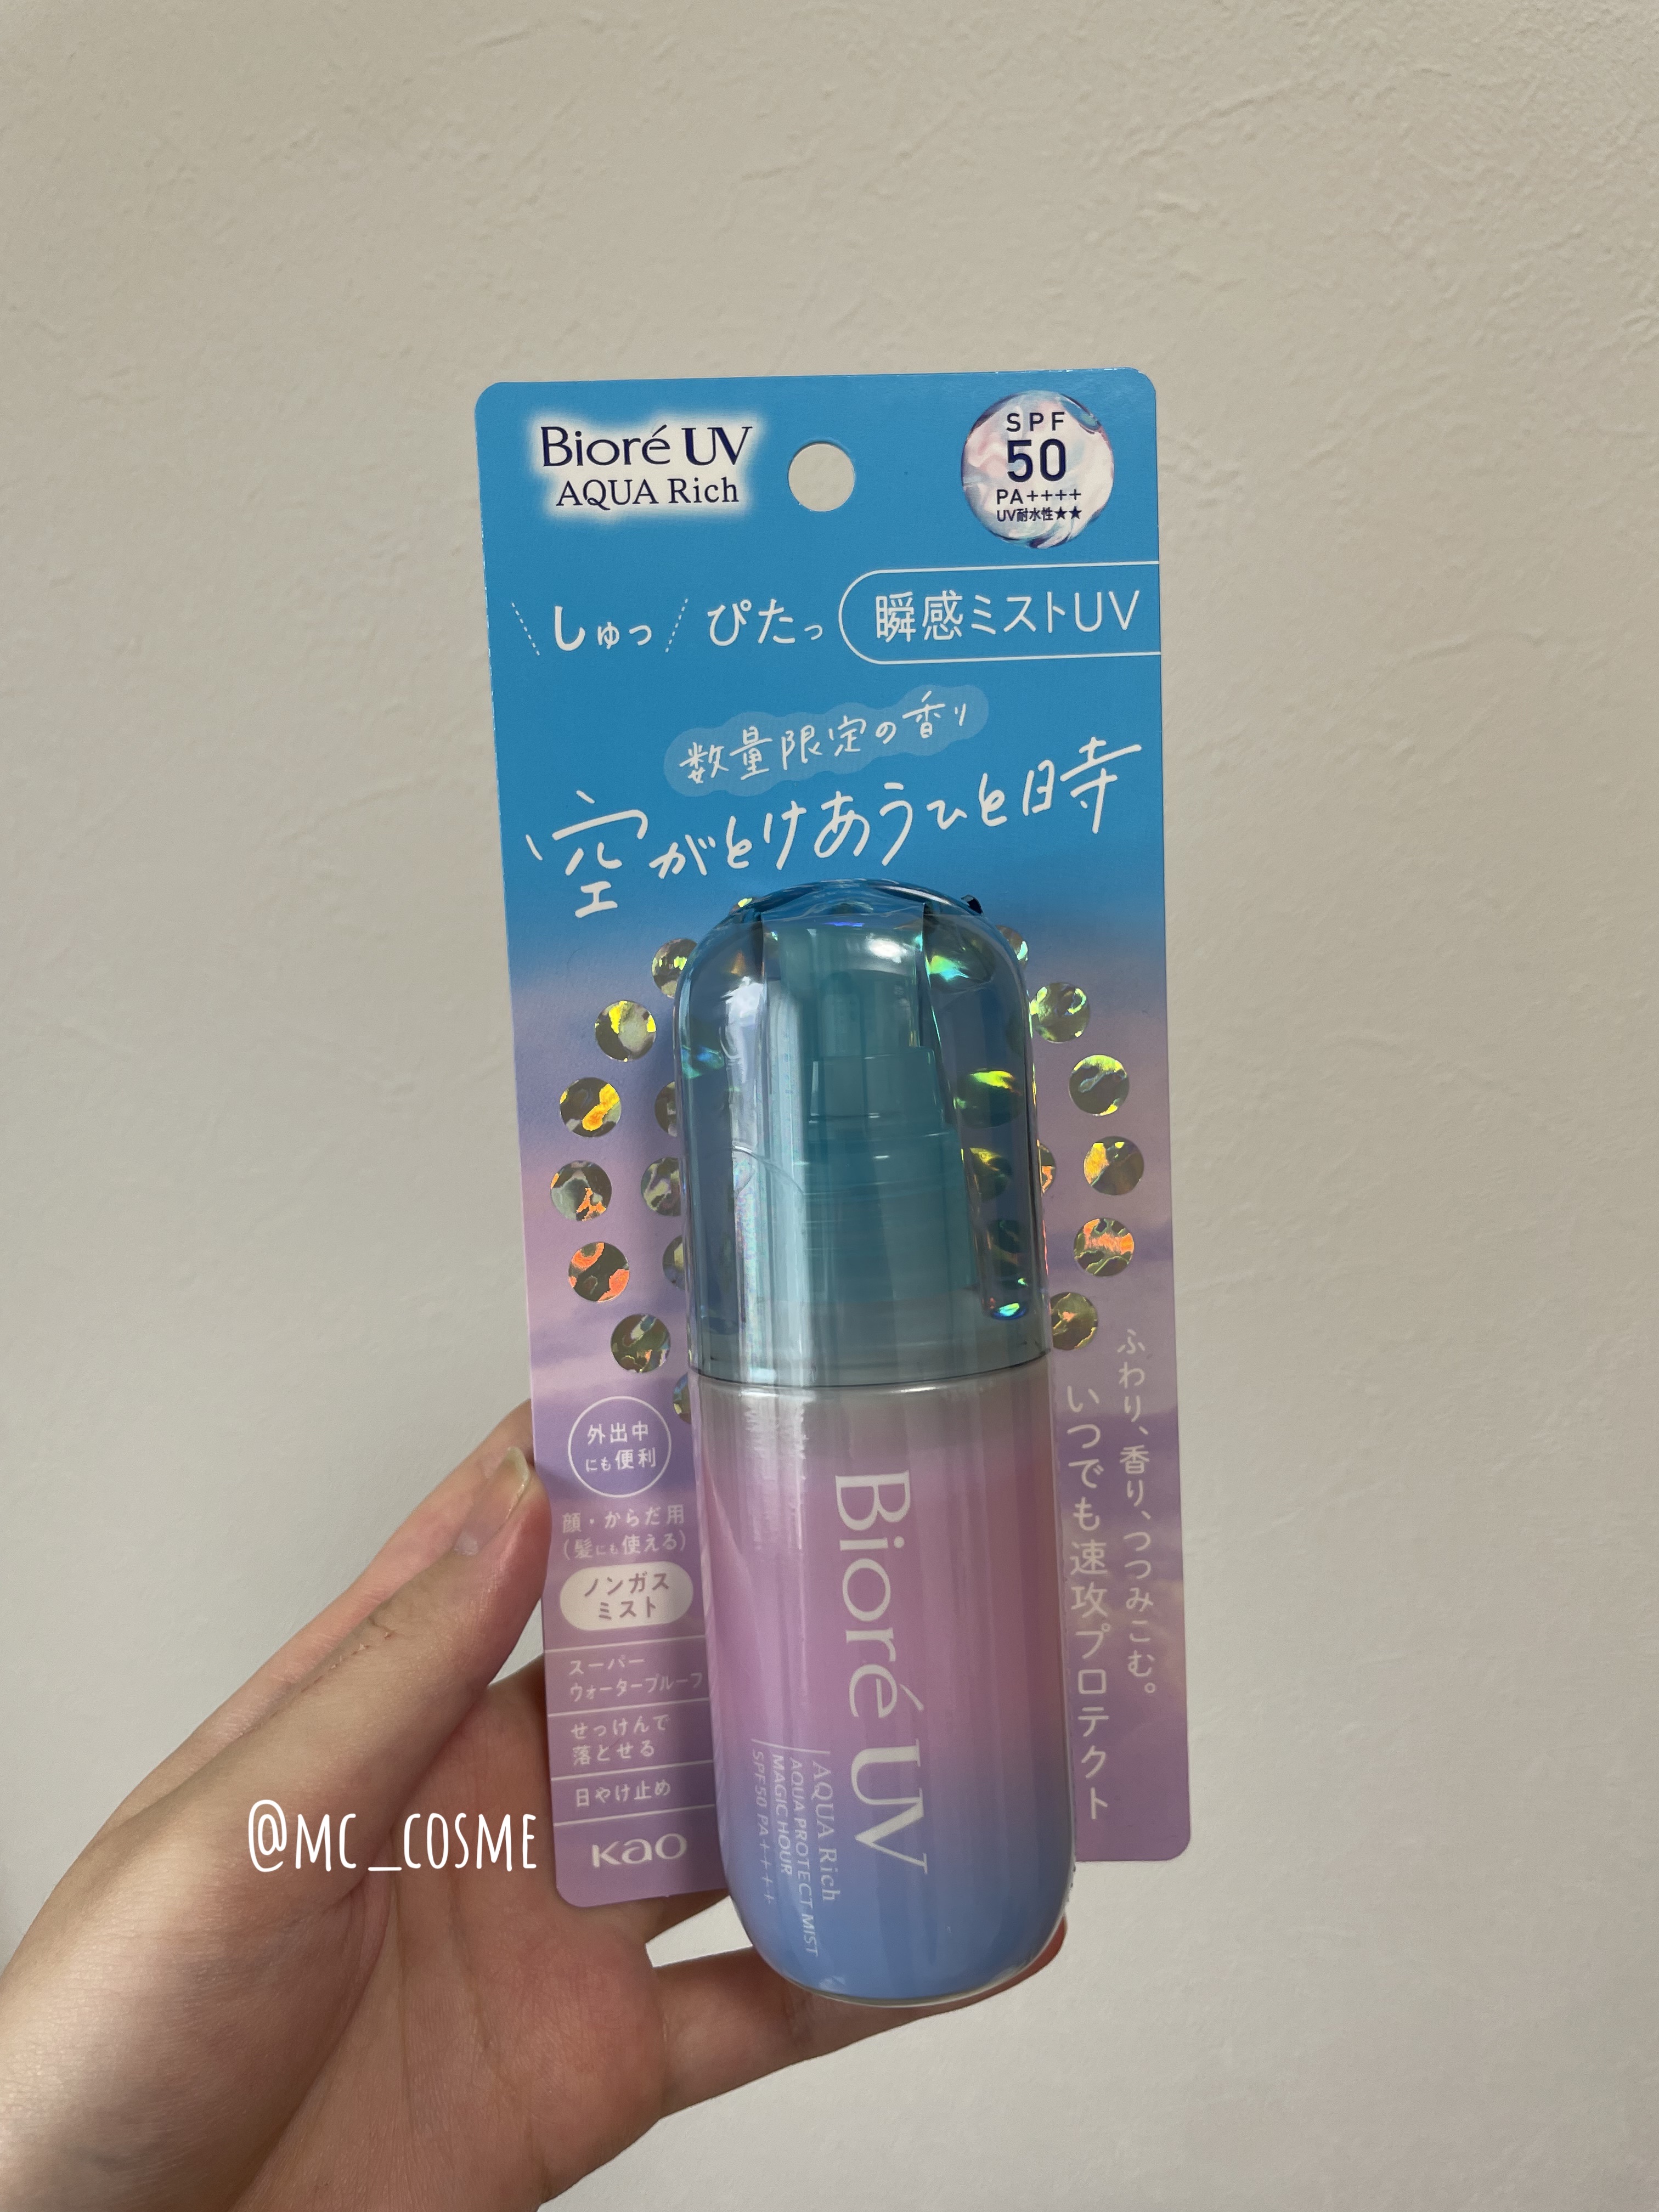 Bioré UV
AQUA Rich
SPF
50
PA++++
UV耐水性★★
しゅっ ぴたっ 瞬感ミストUV
数量限定の香り
空がとけあうひと時
ふわり、香り、つつみこむ。
いつでも速攻プロテクト
外出中
にも便利
顔・からだ用
(髪にも使える)
ノンガス
ミスト
スーパー
ウォータープルーフ
せっけんで
落とせる
日やけ止め
Kao
Bioré UV
AQUA Rich
AQUA PROTECT MIST
MAGIC HOUR
SPF50 PA++++
@MC_COSME